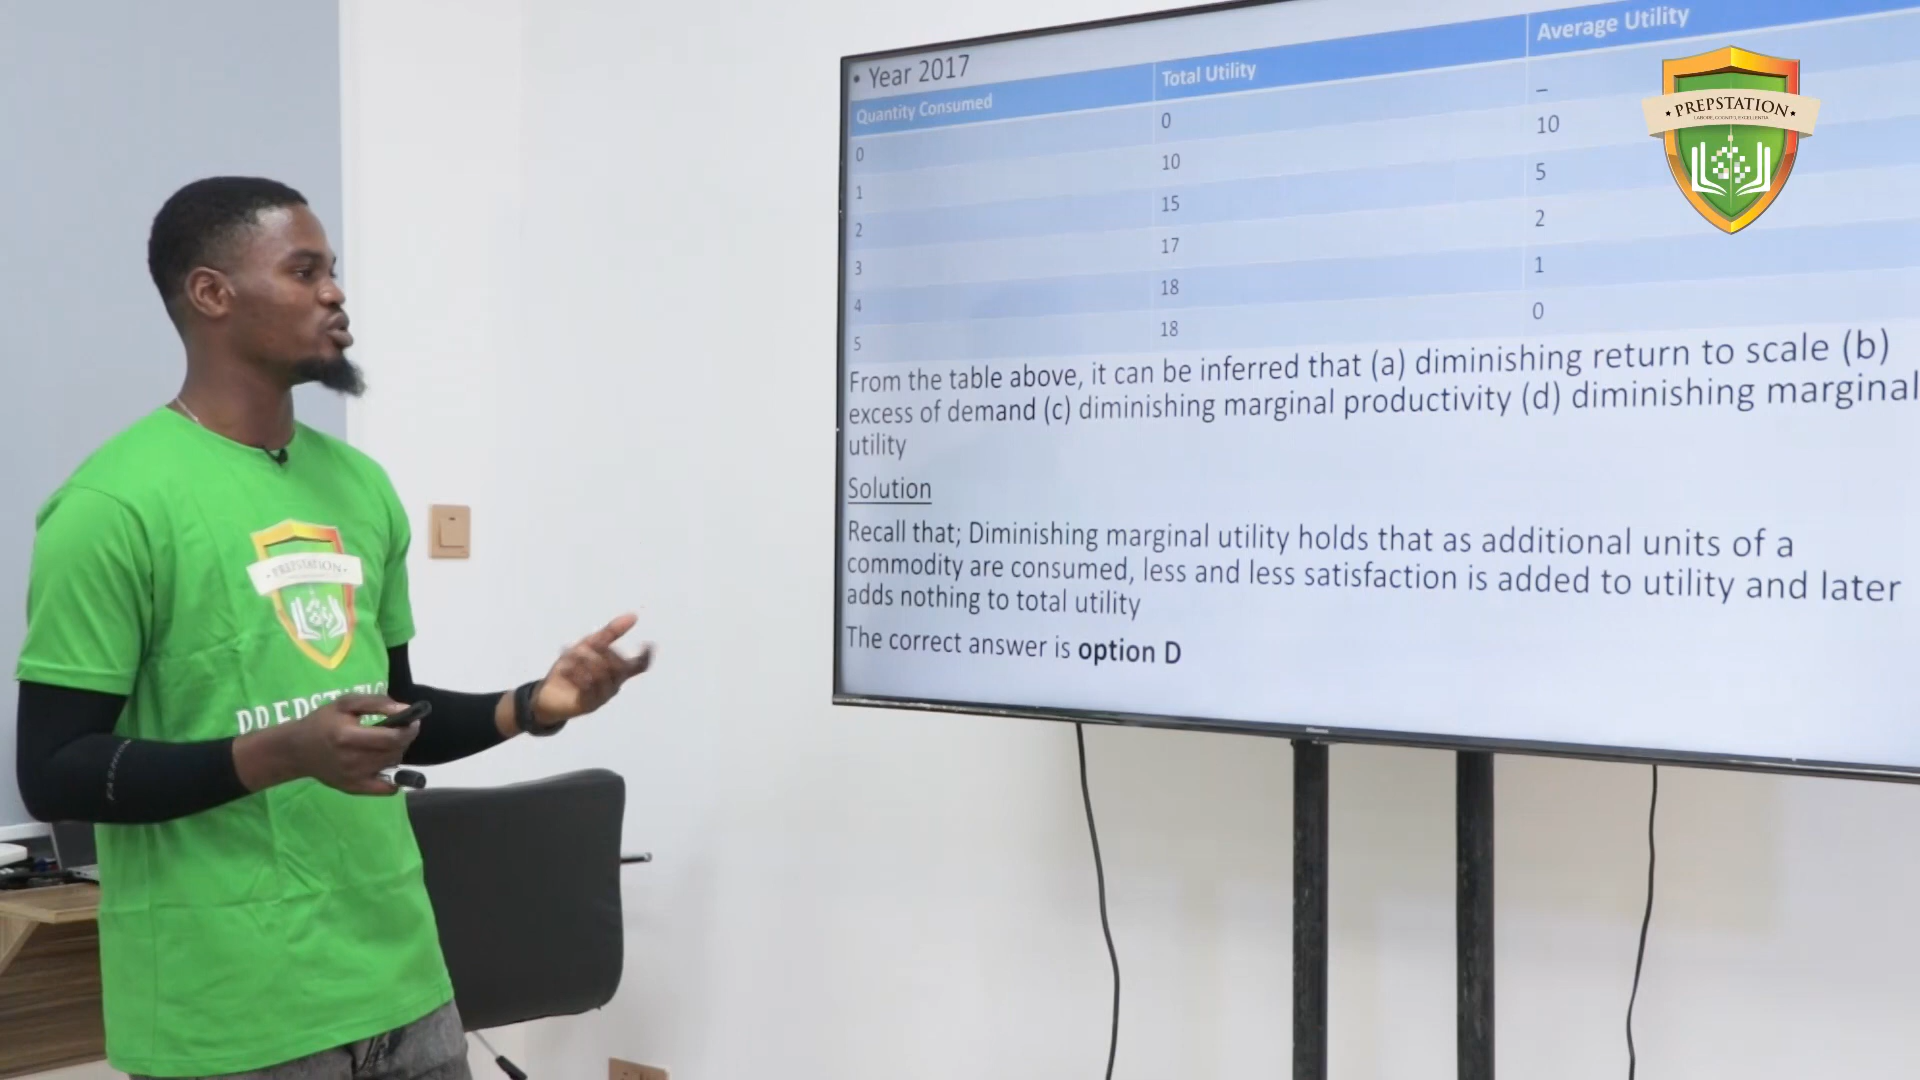 • Year 2017
Quantity Consumed Total Utility Average Utility
0 0 –
1 10 10
2 15 5
3 17 2
4 18 1
5 18 0
From the table above, it can be inferred that (a) diminishing return to scale (b)
excess of demand (c) diminishing marginal productivity (d) diminishing marginal
utility
Solution
Recall that; Diminishing marginal utility holds that as additional units of a
commodity are consumed, less and less satisfaction is added to utility and later
adds nothing to total utility
The correct answer is option D
PREPSTATION
PREPSTATION
FASHION